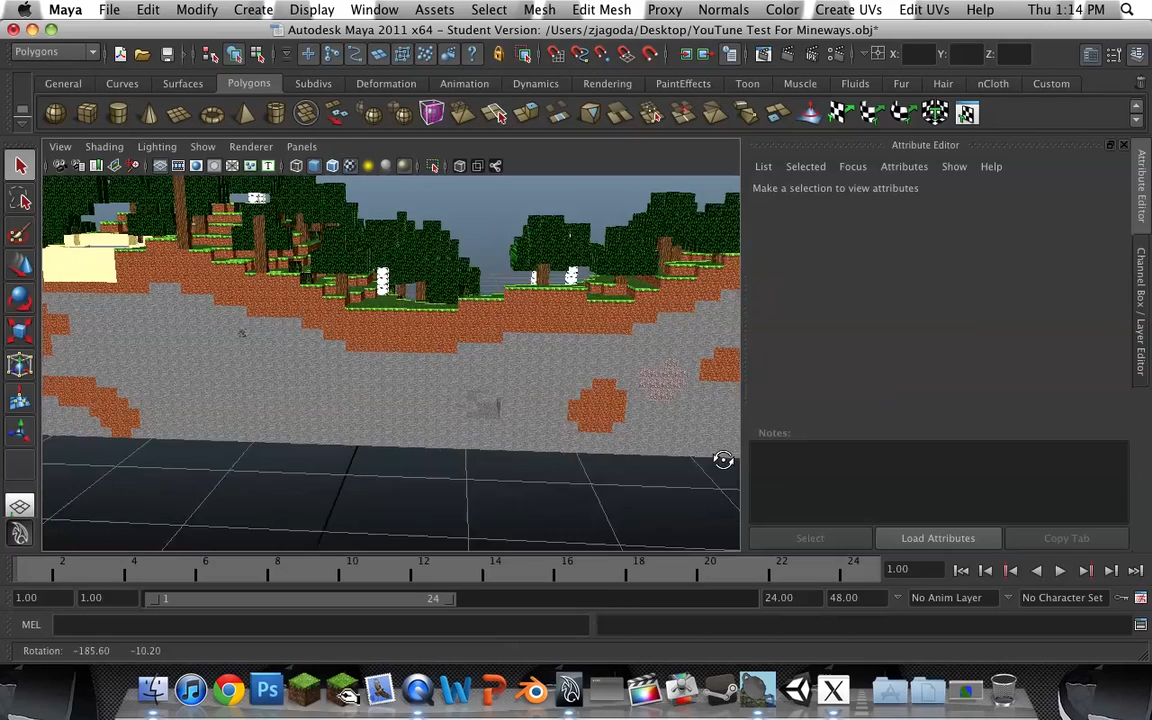 Maya File Edit Modify Create Display Window Assets Select Mesh Edit Mesh Proxy Normals Color Create UVs Edit UVs Help Thu 1:14 PM
Autodesk Maya 2011 x64 - Student Version: /Users/zjagoda/Desktop/YouTune Test For Mineways.obj*
Polygons X: Y: Z:
General Curves Surfaces Polygons Subdivs Deformation Animation Dynamics Rendering PaintEffects Toon Muscle Fluids Fur Hair nCloth Custom
View Shading Lighting Show Renderer Panels
Attribute Editor
List Selected Focus Attributes Show Help
Make a selection to view attributes
Attribute Editor
Channel Box / Layer Editor
Notes:
Select Load Attributes Copy Tab
2 4 6 8 10 12 14 16 18 20 22 24 1.00
1.00 1.00 1 24 24.00 48.00 No Anim Layer No Character Set
MEL
Rotation: -185.60 -10.20